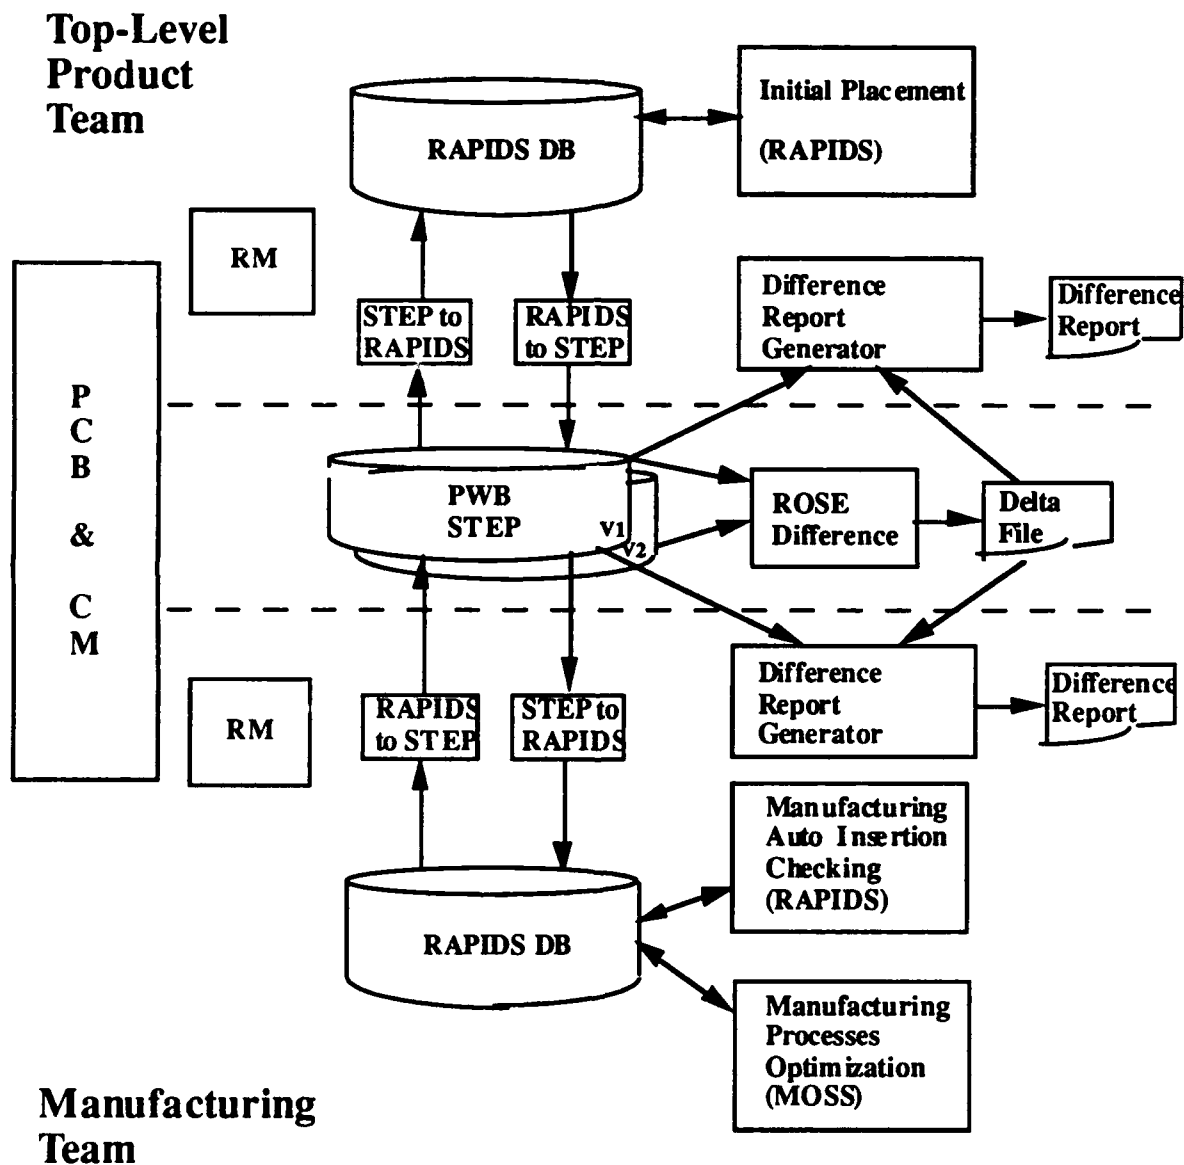 Top-Level
Product
Team
RAPIDS DB
Initial Placement
(RAPIDS)
RM
STEP to
RAPIDS
RAPIDS
to STEP
Difference
Report
Generator
Difference
Report
P
C
B
&
C
M
PWB
STEP
V1
V2
ROSE
Difference
Delta
File
RM
RAPIDS
to STEP
STEP to
RAPIDS
Difference
Report
Generator
Difference
Report
RAPIDS DB
Manufacturing
Auto Insertion
Checking
(RAPIDS)
Manufacturing
Processes
Optimization
(MOSS)
Manufacturing
Team